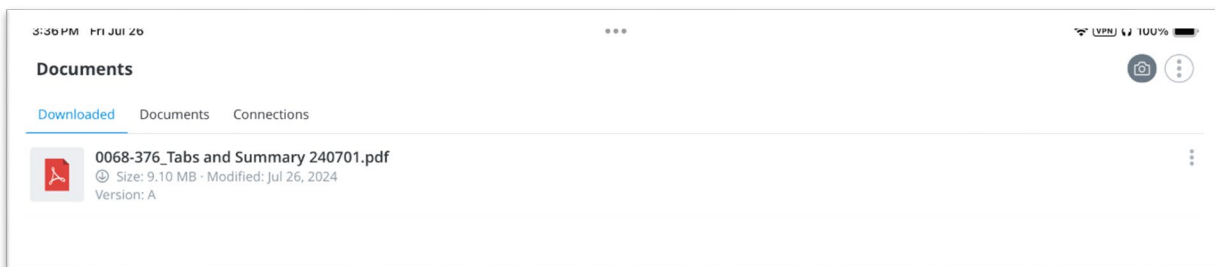 3:36 PM Fri Jul 26
VPN 100%
Documents
Downloaded Documents Connections
0068-376_Tabs and Summary 240701.pdf
Size: 9.10 MB · Modified: Jul 26, 2024
Version: A